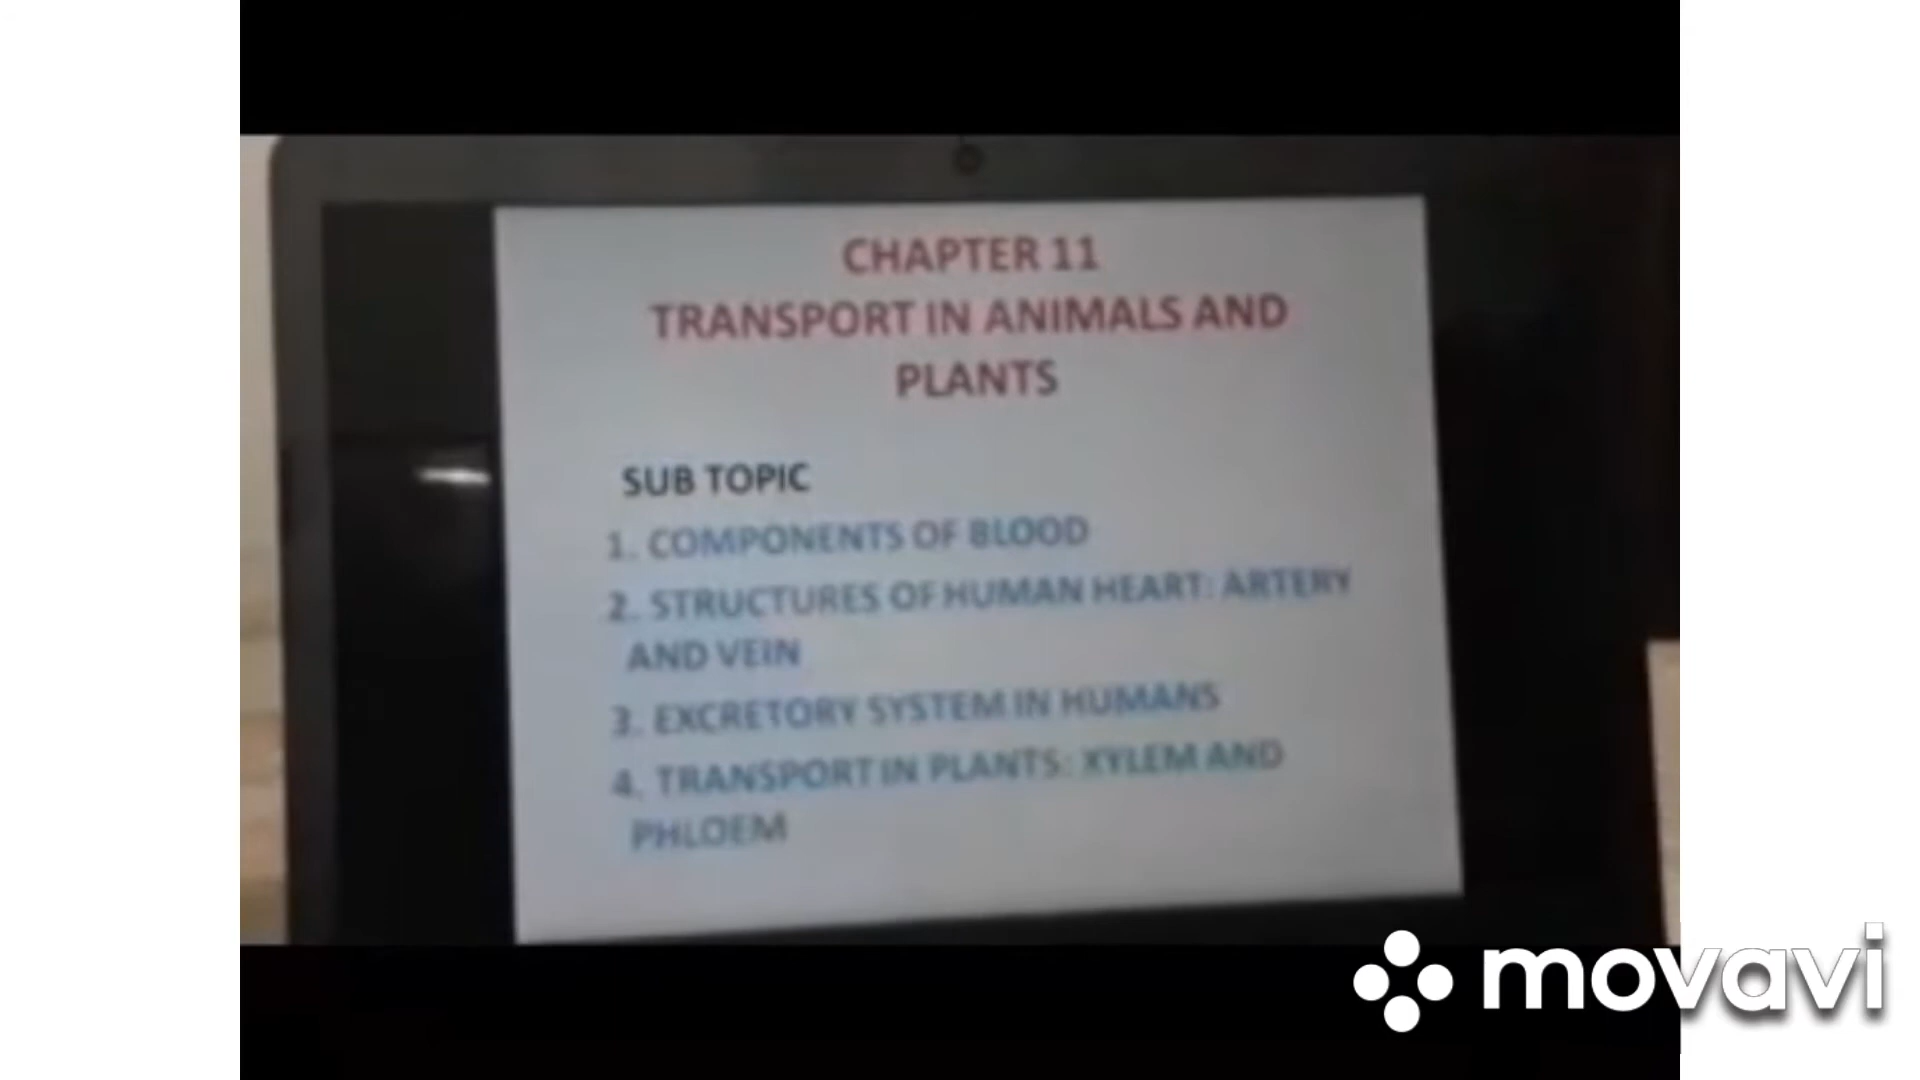 CHAPTER 11
TRANSPORT IN ANIMALS AND
PLANTS
SUB TOPIC
1. COMPONENTS OF BLOOD
2. STRUCTURES OF HUMAN HEART: ARTERY
AND VEIN
3. EXCRETORY SYSTEM IN HUMANS
4. TRANSPORT IN PLANTS: XYLEM AND
PHLOEM
movavi